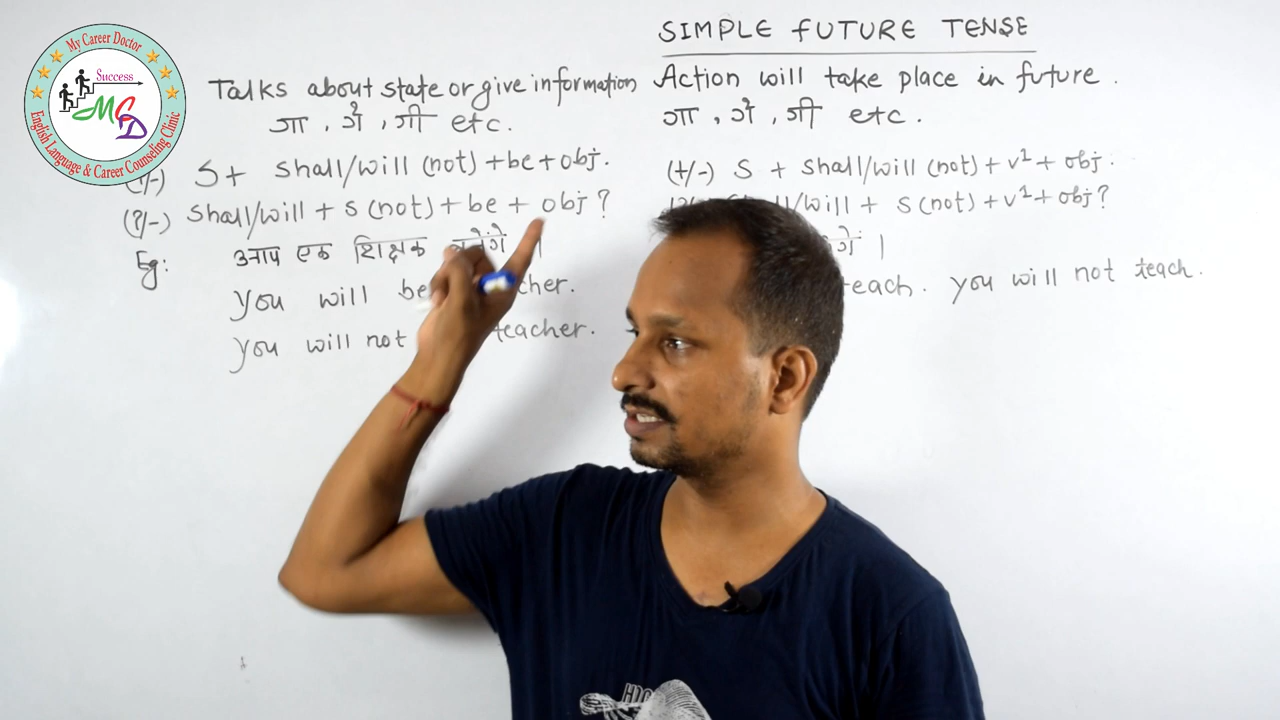 My Career Doctor
Success
MCD
English Language & Career Counseling Clinic
SIMPLE FUTURE TENSE
Talks about state or give information
गा, गें, गी etc.
S + shall/will (not) + be + obj.
(?/-) Shall/will + S (not) + be + obj?
Eg: आप एक शिक्षक
You will be
You will not teacher.
Action will take place in future.
गा, गें, गी etc.
(+/-) S + shall/will (not) + v¹ + obj.
/will + S (not) + v¹ + obj?
you will not teach.